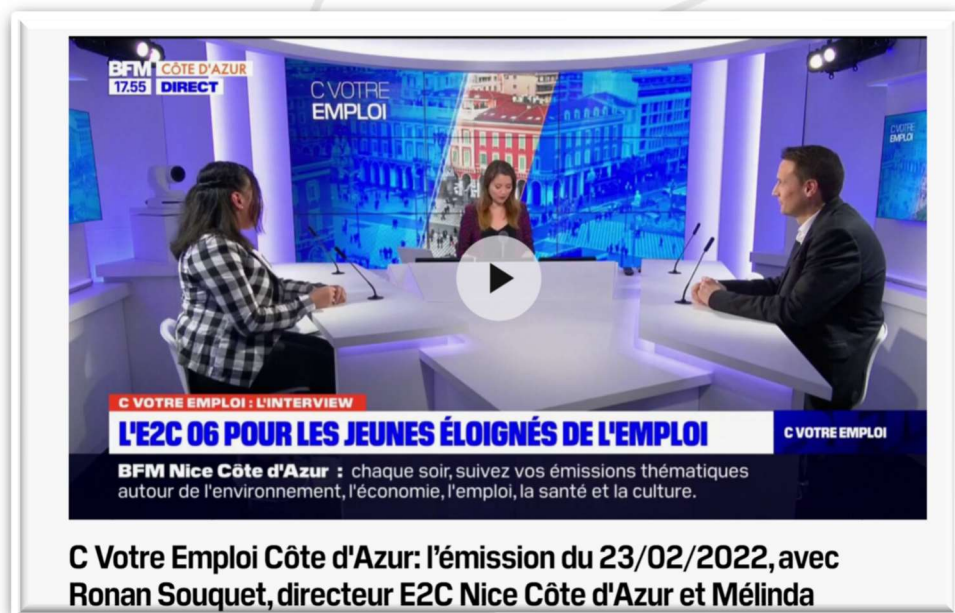 BFM CÔTE D'AZUR
17.55 DIRECT
C VOTRE
EMPLOI
C VOTRE
EMPLOI
C VOTRE EMPLOI : L'INTERVIEW
L'E2C 06 POUR LES JEUNES ÉLOIGNÉS DE L'EMPLOI
C VOTRE EMPLOI
BFM Nice Côte d'Azur : chaque soir, suivez vos émissions thématiques
autour de l'environnement, l'économie, l'emploi, la santé et la culture.
C Votre Emploi Côte d'Azur: l’émission du 23/02/2022, avec
Ronan Souquet, directeur E2C Nice Côte d'Azur et Mélinda